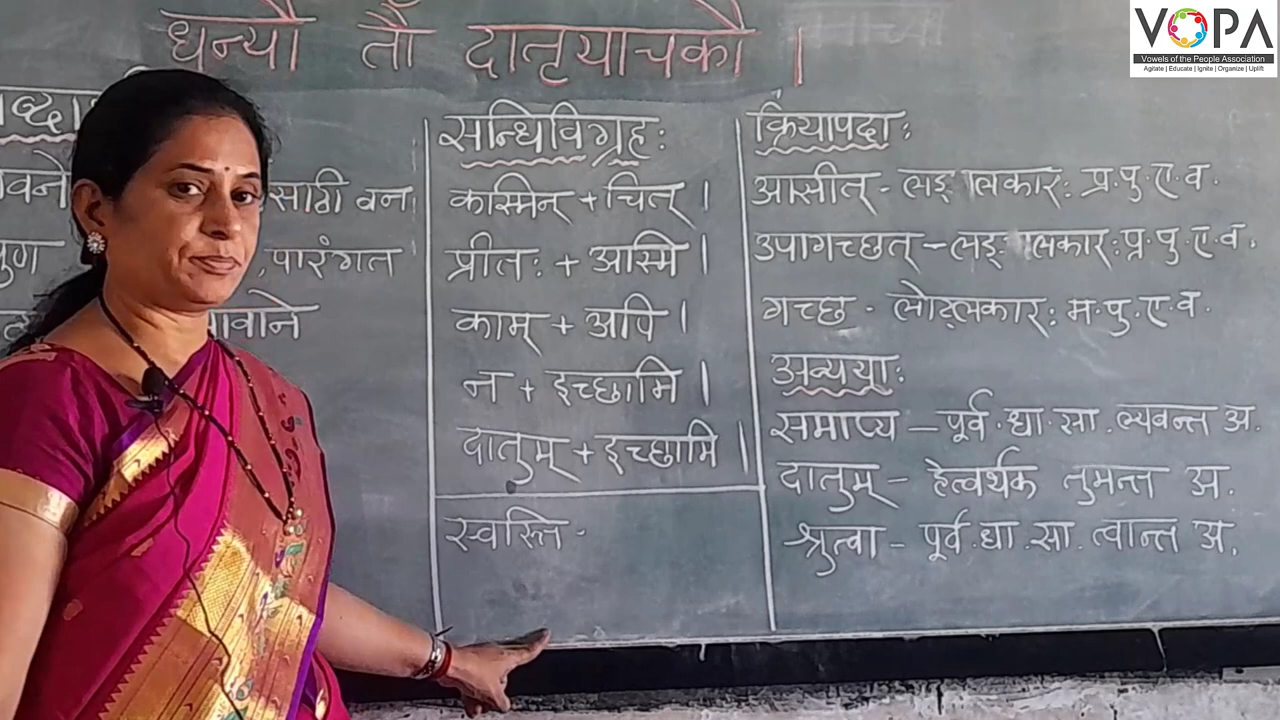 धन्यौ तौ दातृयाचकौ ।
VOPA
Vowels of the People Association
Agitate | Educate | Ignite | Organize | Uplift
साठी वन
,पारंगत
सन्धिविग्रहः
कस्मिन् + चित् ।
प्रीतः + अस्मि ।
काम् + अपि ।
न + इच्छामि ।
दातुम् + इच्छामि ।
स्वस्ति -
क्रियापदाः
आसीत् - लङ् लकारः प्र.पु.ए.व.
उपागच्छत् - लङ् लकारः प्र.पु.ए.व.
गच्छ - लोट्लकारः म.पु.ए.व.
अव्ययाः
समाप्य - पूर्व.धा.सा.ल्यबन्त अ.
दातुम् - हेत्वर्थक तुमन्त अ.
श्रुत्वा - पूर्व.धा.सा. त्वान्त अ.